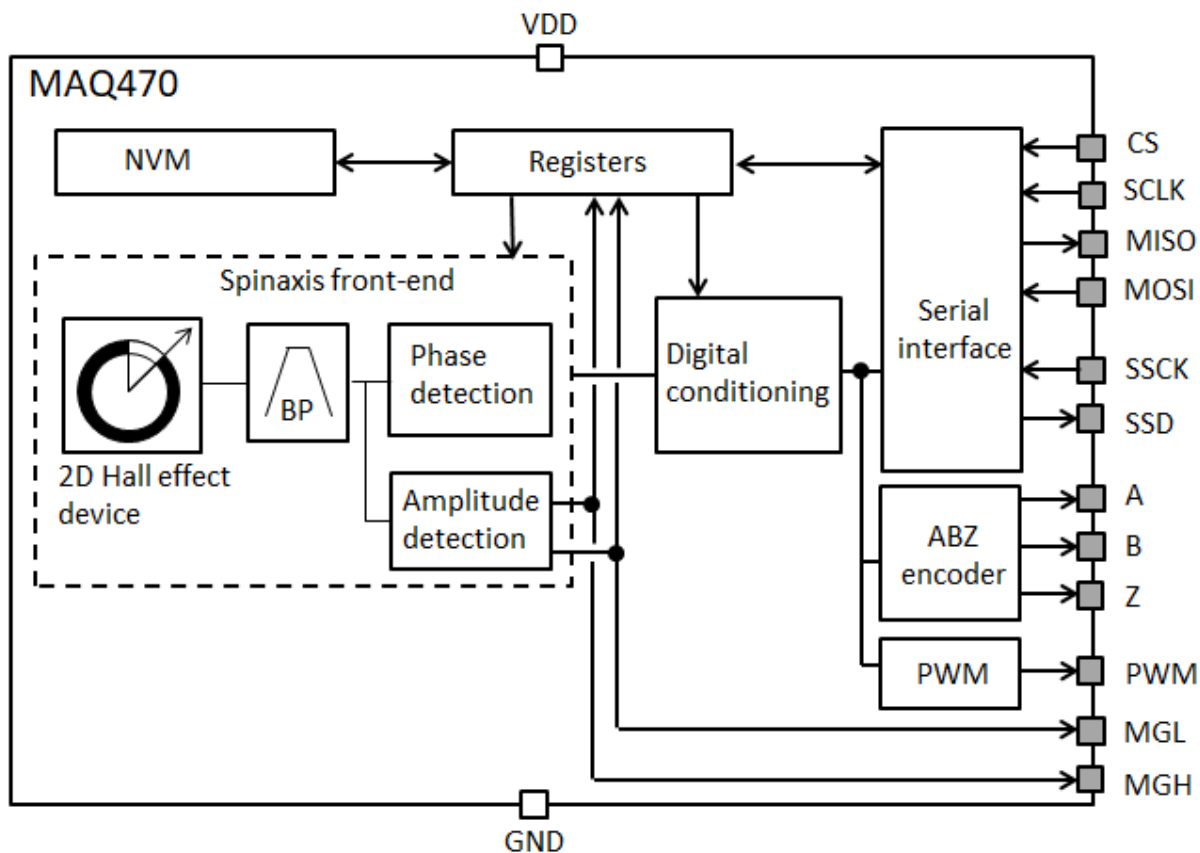 VDD
MAQ470
NVM
Registers
Spinaxis front-end
BP
Phase
detection
2D Hall effect
device
Amplitude
detection
Digital
conditioning
Serial
interface
ABZ
encoder
PWM
CS
SCLK
MISO
MOSI
SSCK
SSD
A
B
Z
PWM
MGL
MGH
GND